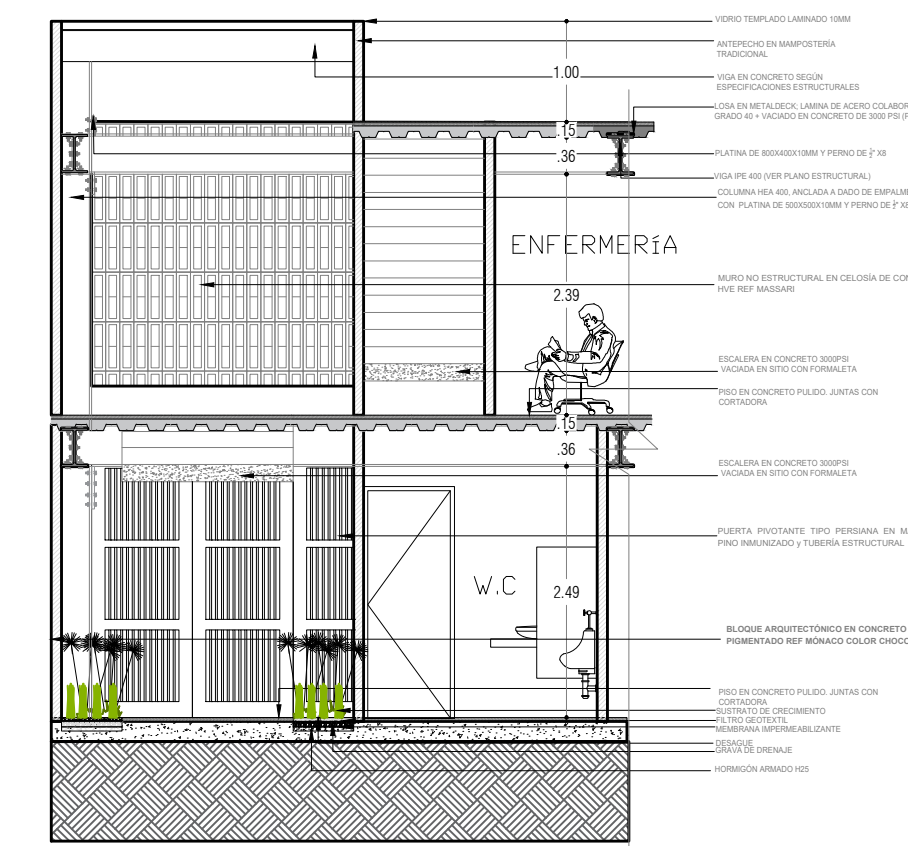 VIDRIO TEMPLADO LAMINADO 10MM
ANTEPECHO EN MAMPOSTERÍA
TRADICIONAL
1.00
VIGA EN CONCRETO SEGÚN
ESPECIFICACIONES ESTRUCTURALES
LOSA EN METALDECK; LAMINA DE ACERO COLABOR
GRADO 40 + VACIADO EN CONCRETO DE 3000 PSI
.15
.36
PLATINA DE 800X400X10MM Y PERNO DE X8
VIGA IPE 400 (VER PLANO ESTRUCTURAL)
COLUMNA HEA 400, ANCLADA A DADO DE EMPALME
CON PLATINA DE 500X500X10MM Y PERNO DE
ENFERMERíA
MURO NO ESTRUCTURAL EN CELOSÍA DE CON
HVE REF MASSARI
2.39
ESCALERA EN CONCRETO 3000PSI
VACIADA EN SITIO CON FORMALETA
PISO EN CONCRETO PULIDO. JUNTAS CON
CORTADORA
.15
.36
ESCALERA EN CONCRETO 3000PSI
VACIADA EN SITIO CON FORMALETA
PUERTA PIVOTANTE TIPO PERSIANA EN MA
PINO INMUNIZADO y TUBERÍA ESTRUCTURAL
W.C
2.49
BLOQUE ARQUITECTÓNICO EN CONCRETO
PIGMENTADO REF MÓNACO COLOR CHOCO
PISO EN CONCRETO PULIDO. JUNTAS CON
CORTADORA
SUSTRATO DE CRECIMIENTO
FILTRO GEOTEXTIL
MEMBRANA IMPERMEABILIZANTE
DESAGUE
GRAVA DE DRENAJE
HORMIGÓN ARMADO H25